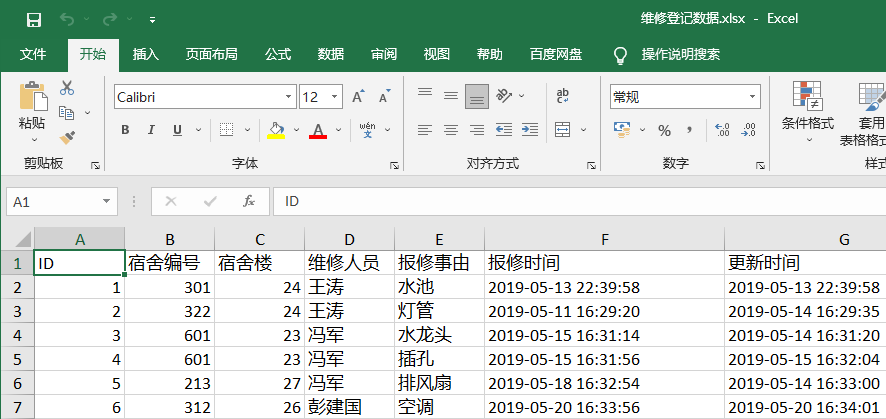 维修登记数据.xlsx - Excel
文件 开始 插入 页面布局 公式 数据 审阅 视图 帮助 百度网盘 操作说明搜索
Calibri 12 A A ab 常规
粘贴 B I U A wén 文 % , 条件格式 套用
表格格式
剪贴板 字体 对齐方式 数字 样式
A1 fx ID
A B C D E F G
1 ID 宿舍编号 宿舍楼 维修人员 报修事由 报修时间 更新时间
2 1 301 24 王涛 水池 2019-05-13 22:39:58 2019-05-13 22:39:58
3 2 322 24 王涛 灯管 2019-05-11 16:29:20 2019-05-14 16:29:35
4 3 601 23 冯军 水龙头 2019-05-15 16:31:14 2019-05-14 16:31:20
5 4 601 23 冯军 插孔 2019-05-15 16:31:56 2019-05-15 16:32:04
6 5 213 27 冯军 排风扇 2019-05-18 16:32:54 2019-05-14 16:33:00
7 6 312 26 彭建国 空调 2019-05-20 16:33:56 2019-05-20 16:34:01